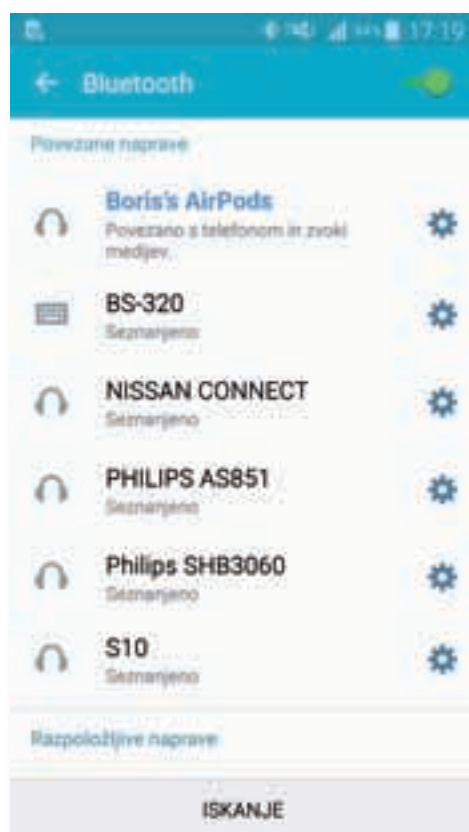 17:19
Bluetooth
Povezane naprave
Boris's AirPods
Povezano s telefonom in zvoki
medijev.
BS-320
Seznanjeno
NISSAN CONNECT
Seznanjeno
PHILIPS AS851
Seznanjeno
Philips SHB3060
Seznanjeno
S10
Seznanjeno
Razpoložljive naprave
ISKANJE